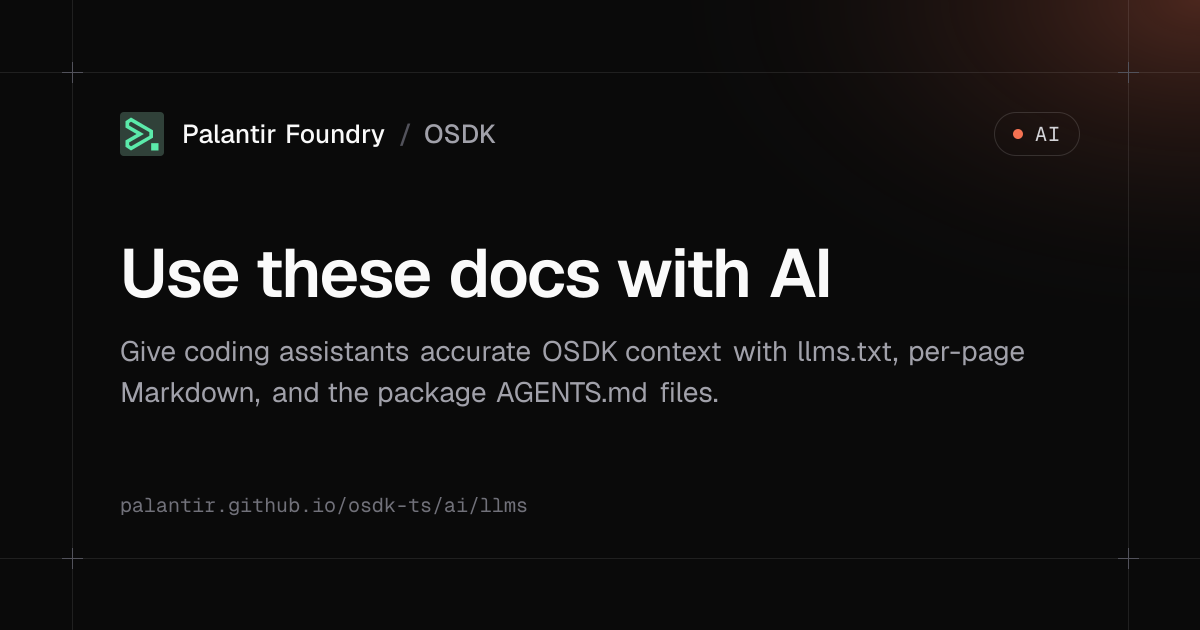 Palantir Foundry / OSDK
AI
Use these docs with AI
Give coding assistants accurate OSDK context with llms.txt, per-page
Markdown, and the package AGENTS.md files.
palantir.github.io/osdk-ts/ai/llms